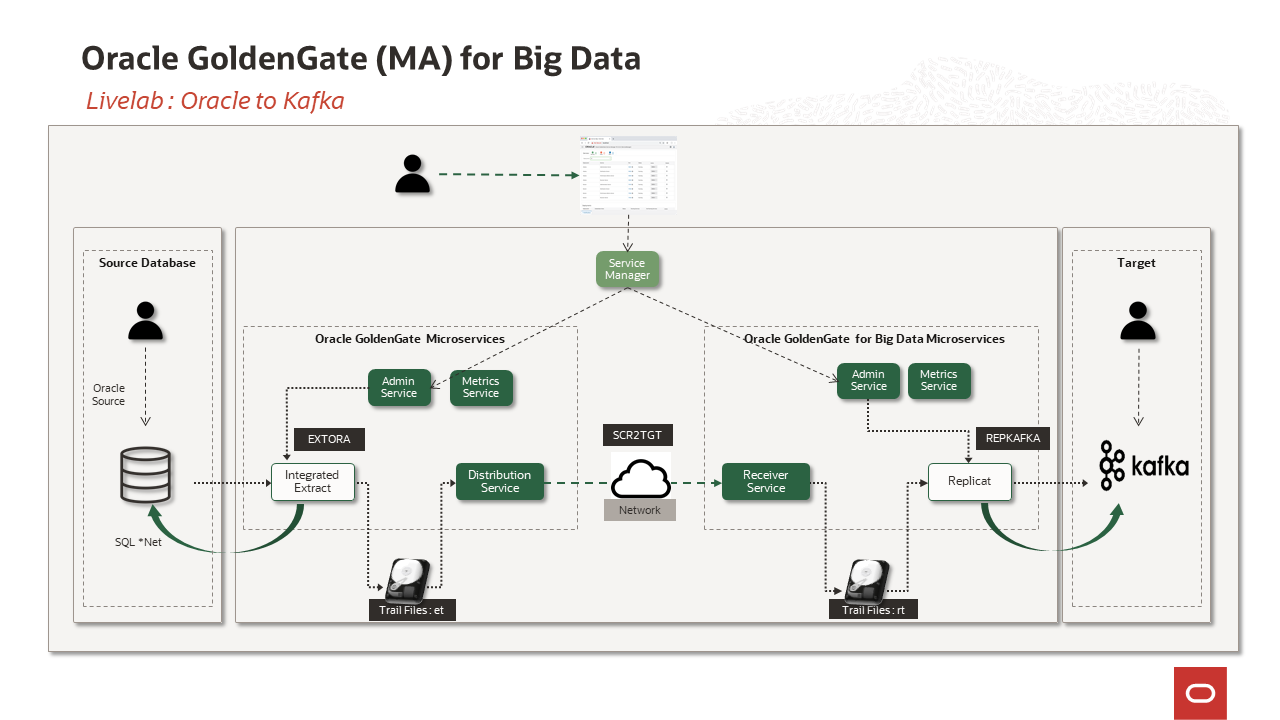 Oracle GoldenGate (MA) for Big Data
Livelab : Oracle to Kafka
Service
Manager
Source Database
Target
Oracle GoldenGate Microservices
Oracle GoldenGate for Big Data Microservices
Admin
Service
Metrics
Service
Admin
Service
Metrics
Service
Oracle
Source
EXTORA
SCR2TGT
REPKAFKA
Integrated
Extract
Distribution
Service
Receiver
Service
Replicat
kafka
Network
SQL *Net
Trail Files : et
Trail Files : rt